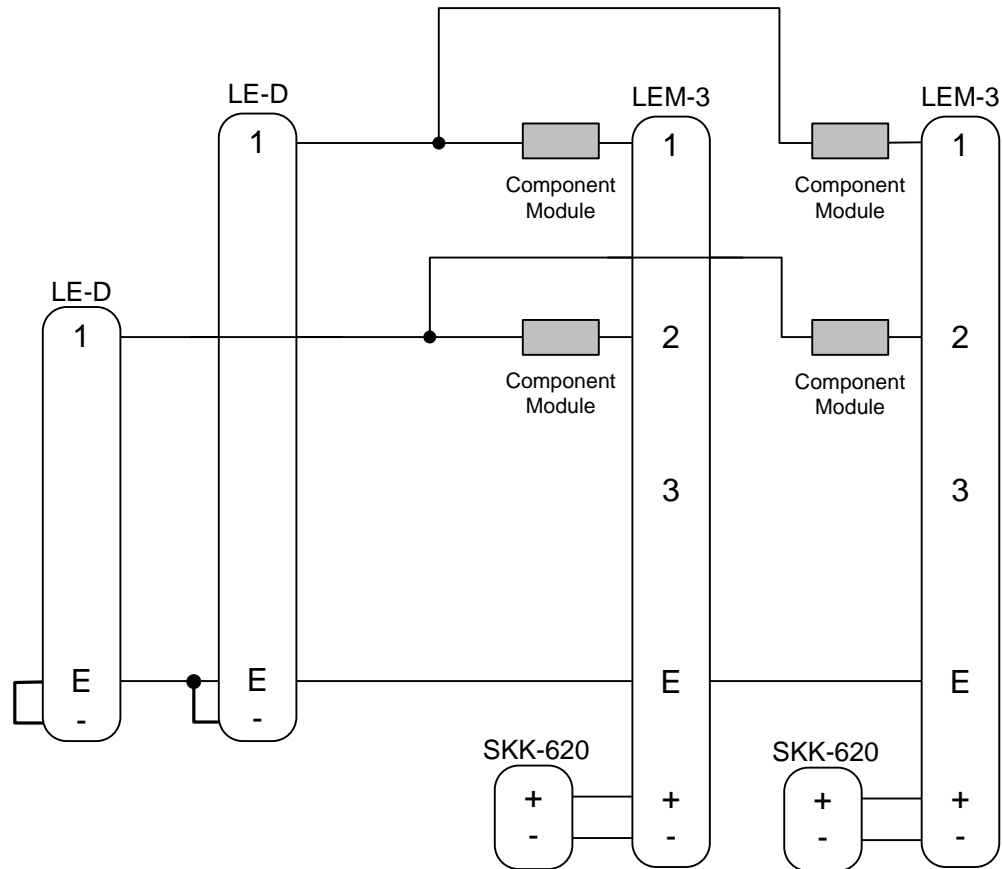 LE-D
LEM-3
LEM-3
1
1
1
Component
Module
Component
Module
LE-D
1
2
2
Component
Module
Component
Module
3
3
E
E
E
E
-
-
SKK-620
SKK-620
+
+
+
+
-
-
-
-